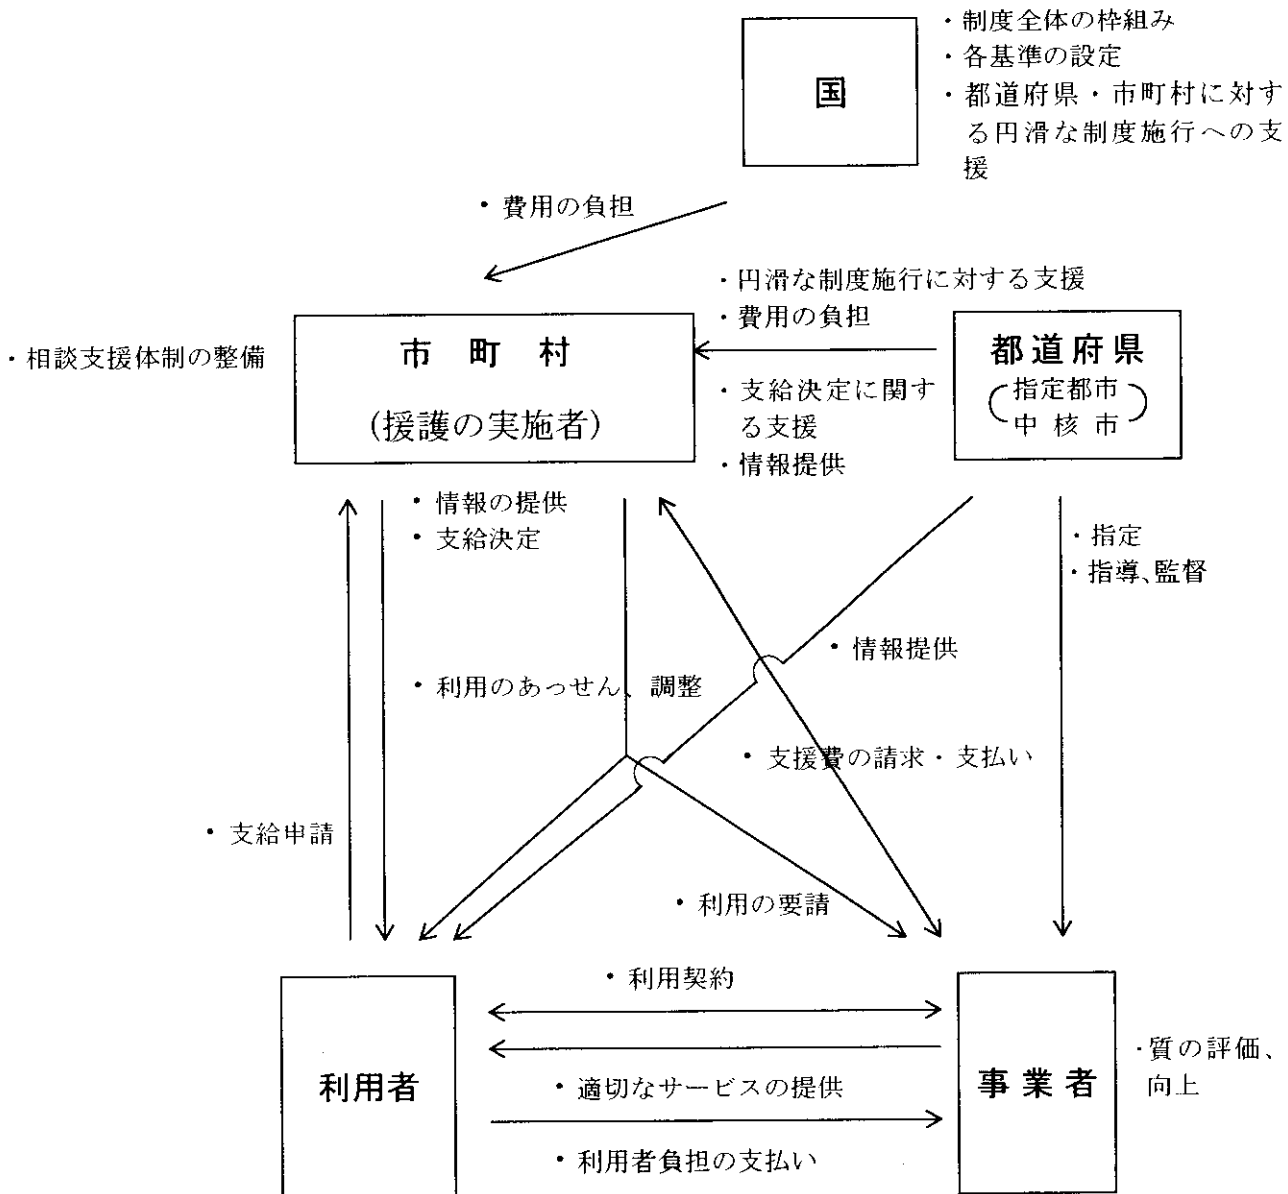 ・制度全体の枠組み
・各基準の設定
・都道府県・市町村に対す
る円滑な制度施行への支
援
国
・費用の負担
・円滑な制度施行に対する支援
・費用の負担
・相談支援体制の整備
市町村
(援護の実施者)
都道府県
(指定都市
中核市)
・支給決定に関す
る支援
・情報提供
・情報の提供
・支給決定
・指定
・指導、監督
・情報提供
・利用のあっせん、調整
・支援費の請求・支払い
・支給申請
・利用の要請
・利用契約
利用者
・適切なサービスの提供
事業者
・質の評価、
向上
・利用者負担の支払い